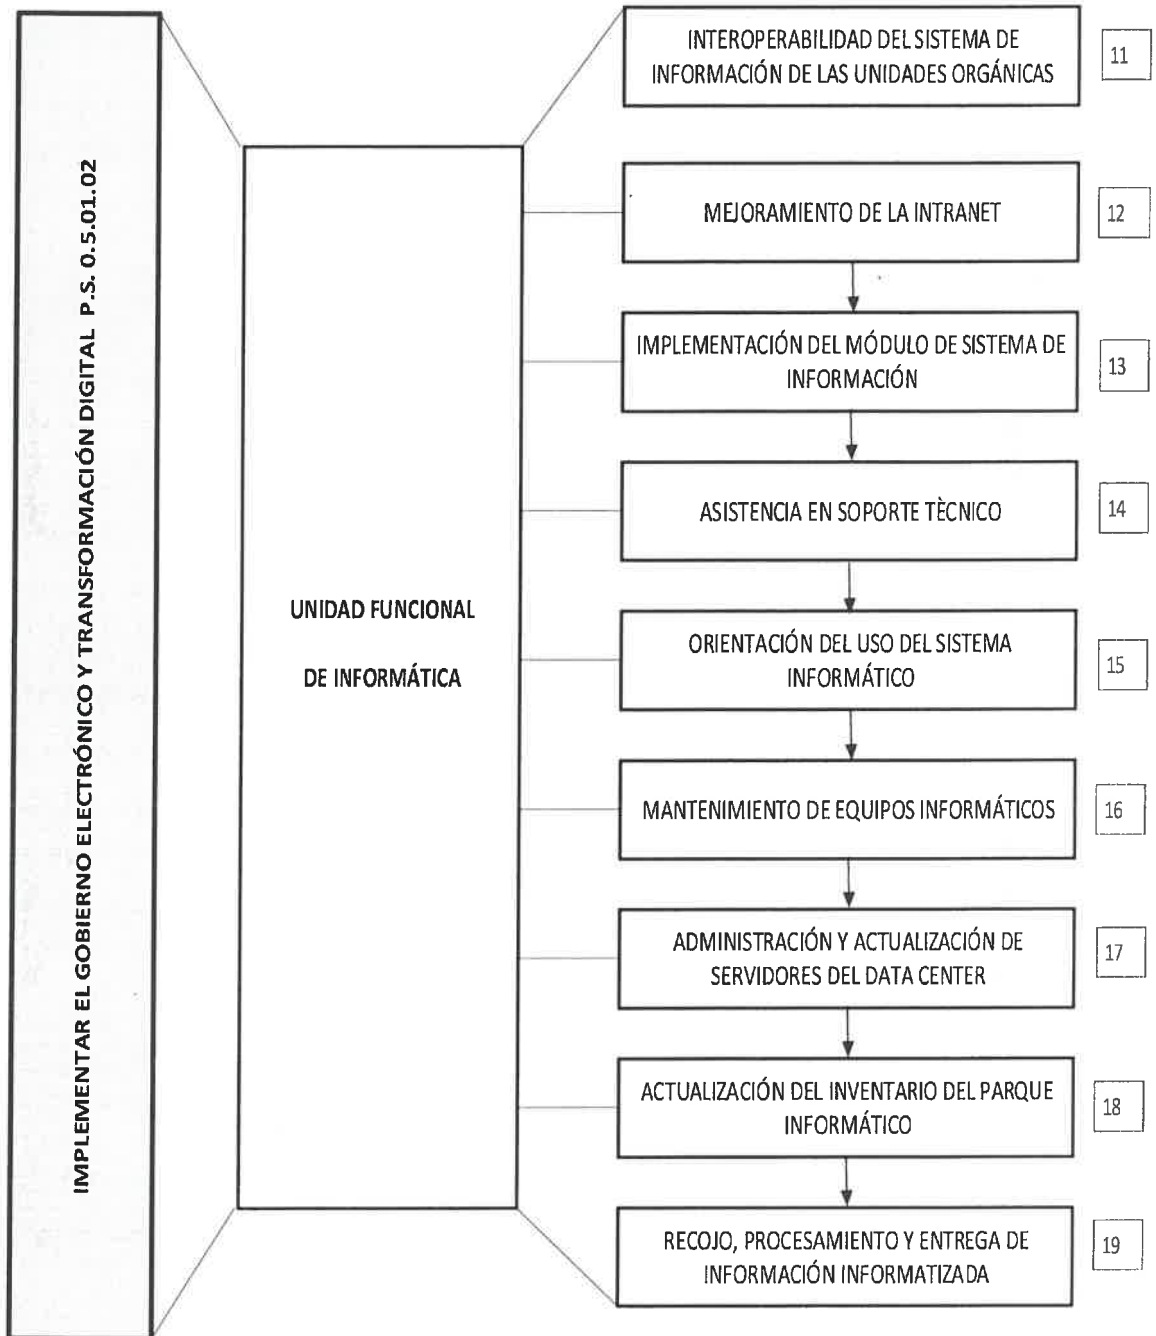 IMPLEMENTAR EL GOBIERNO ELECTRÓNICO Y TRANSFORMACIÓN DIGITAL P.S. 0.5.01.02
UNIDAD FUNCIONAL
DE INFORMÁTICA
INTEROPERABILIDAD DEL SISTEMA DE
INFORMACIÓN DE LAS UNIDADES ORGÁNICAS
11
MEJORAMIENTO DE LA INTRANET
12
IMPLEMENTACIÓN DEL MÓDULO DE SISTEMA DE
INFORMACIÓN
13
ASISTENCIA EN SOPORTE TÈCNICO
14
ORIENTACIÓN DEL USO DEL SISTEMA
INFORMÁTICO
15
MANTENIMIENTO DE EQUIPOS INFORMÁTICOS
16
ADMINISTRACIÓN Y ACTUALIZACIÓN DE
SERVIDORES DEL DATA CENTER
17
ACTUALIZACIÓN DEL INVENTARIO DEL PARQUE
INFORMÁTICO
18
RECOJO, PROCESAMIENTO Y ENTREGA DE
INFORMACIÓN INFORMATIZADA
19